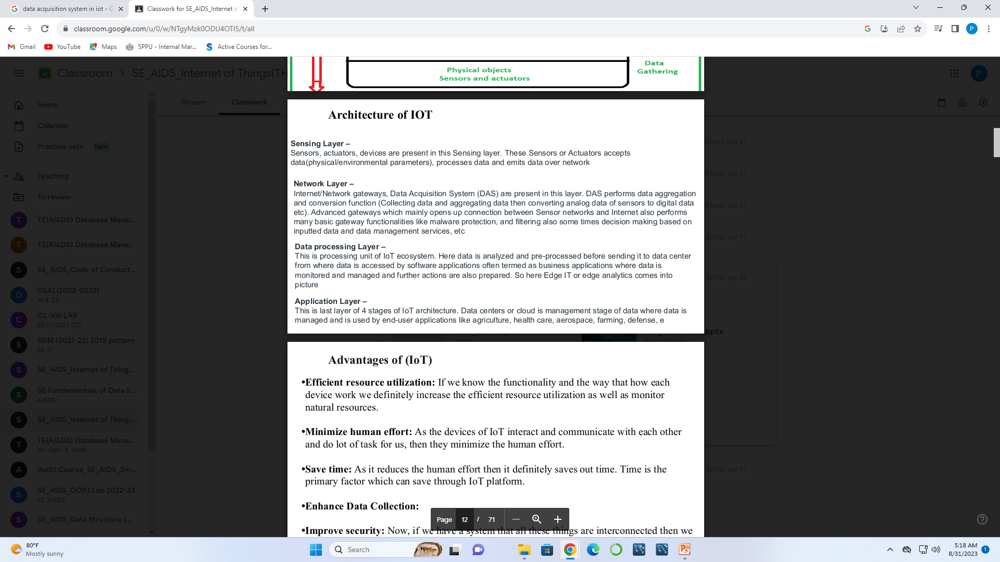 data acquisition system in iot - G
Classwork for SE_AIDS_Internet o
classroom.google.com/u/0/w/NTgyMzk0ODU4OTI5/t/all
P
Gmail
YouTube
Maps
SPPU - Internal Mar...
Active Courses for...
Classroom
SE_AIDS_Internet of Things(TH
P
Stream
Classwork
Home
Calendar
Practice sets New
Teaching
To review
T TE(AI&DS) Database Mana...
T TE(AI&DS) Database Mana...
S SE_AIDS_Code of Conduct...
D DSAL(2022-2023)
AI & DS
C CL-VIII LAB
BE-IT(2021-22)
S SDM (2021-22) 2015 pattern
BE-IT
S SE_AIDS_Internet of Thing...
S SE Fundamentals of Data S...
AI&DS
S SE_AIDS_Internet of Thing...
T TE(AI&DS) Database Mana...
Mr. Sahil K. Shah
A Audit Course_SE_AIDS_Sm...
S SE_AIDS_OOPJ Lab 2022-23
SE AI&DS
S SE_AIDS_Data Structure L...
Physical objects
Sensors and actuators
Data
Gathering
Architecture of IOT
Sensing Layer –
Sensors, actuators, devices are present in this Sensing layer. These Sensors or Actuators accepts
data(physical/environmental parameters), processes data and emits data over network
Network Layer –
Internet/Network gateways, Data Acquisition System (DAS) are present in this layer. DAS performs data aggregation
and conversion function (Collecting data and aggregating data then converting analog data of sensors to digital data
etc). Advanced gateways which mainly opens up connection between Sensor networks and Internet also performs
many basic gateway functionalities like malware protection, and filtering also some times decision making based on
inputted data and data management services, etc
Data processing Layer –
This is processing unit of IoT ecosystem. Here data is analyzed and pre-processed before sending it to data center
from where data is accessed by software applications often termed as business applications where data is
monitored and managed and further actions are also prepared. So here Edge IT or edge analytics comes into
picture
Application Layer –
This is last layer of 4 stages of IoT architecture. Data centers or cloud is management stage of data where data is
managed and is used by end-user applications like agriculture, health care, aerospace, farming, defense, e
Advantages of (IoT)
•Efficient resource utilization: If we know the functionality and the way that how each
device work we definitely increase the efficient resource utilization as well as monitor
natural resources.
•Minimize human effort: As the devices of IoT interact and communicate with each other
and do lot of task for us, then they minimize the human effort.
•Save time: As it reduces the human effort then it definitely saves out time. Time is the
primary factor which can save through IoT platform.
•Enhance Data Collection:
•Improve security: Now, if we have a system that all these things are interconnected then we
Page 12 / 71
Posted Mar 27
Posted Jan 11
Posted Jan 11
Edited Jan 17
Edited Apr 20
pptx
Edited Jan 17
80°F
Mostly sunny
Search
5:18 AM
8/31/2023
1